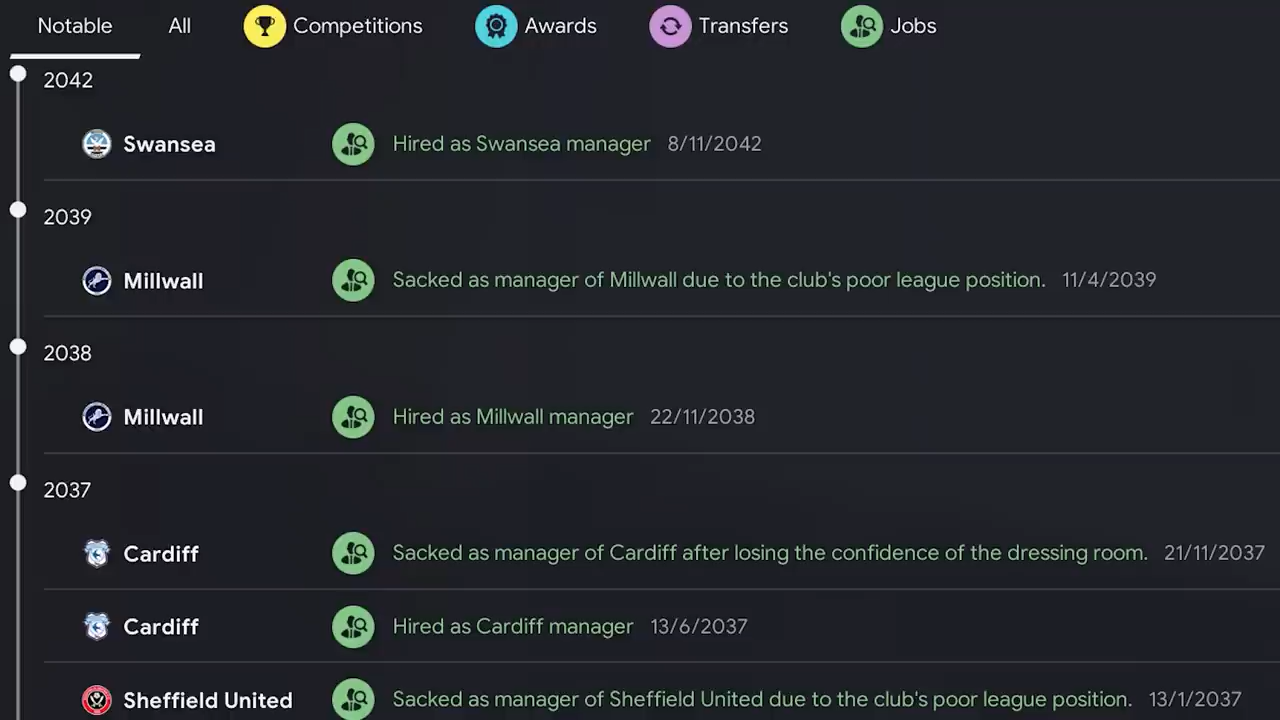 Notable All Competitions Awards Transfers Jobs
2042
Swansea Hired as Swansea manager 8/11/2042
2039
Millwall Sacked as manager of Millwall due to the club's poor league position. 11/4/2039
2038
Millwall Hired as Millwall manager 22/11/2038
2037
Cardiff Sacked as manager of Cardiff after losing the confidence of the dressing room. 21/11/2037
Cardiff Hired as Cardiff manager 13/6/2037
Sheffield United Sacked as manager of Sheffield United due to the club's poor league position. 13/1/2037